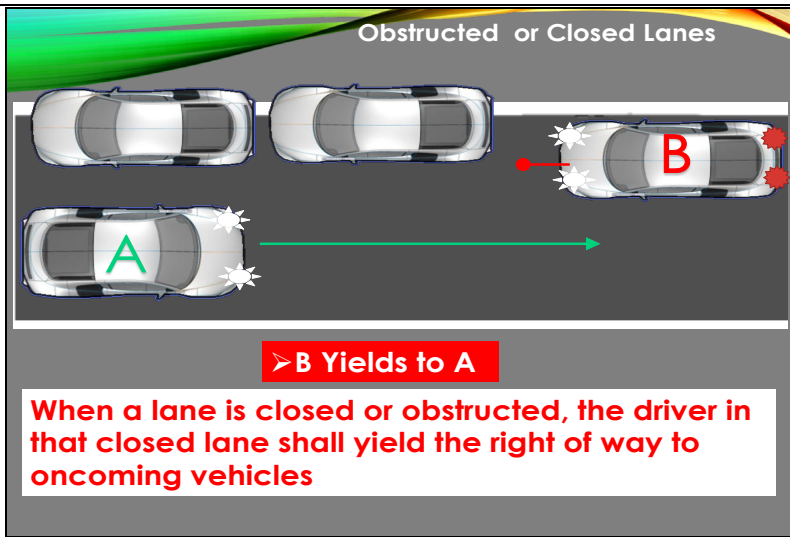 Obstructed or Closed Lanes
B
A
➢B Yields to A
When a lane is closed or obstructed, the driver in
that closed lane shall yield the right of way to
oncoming vehicles